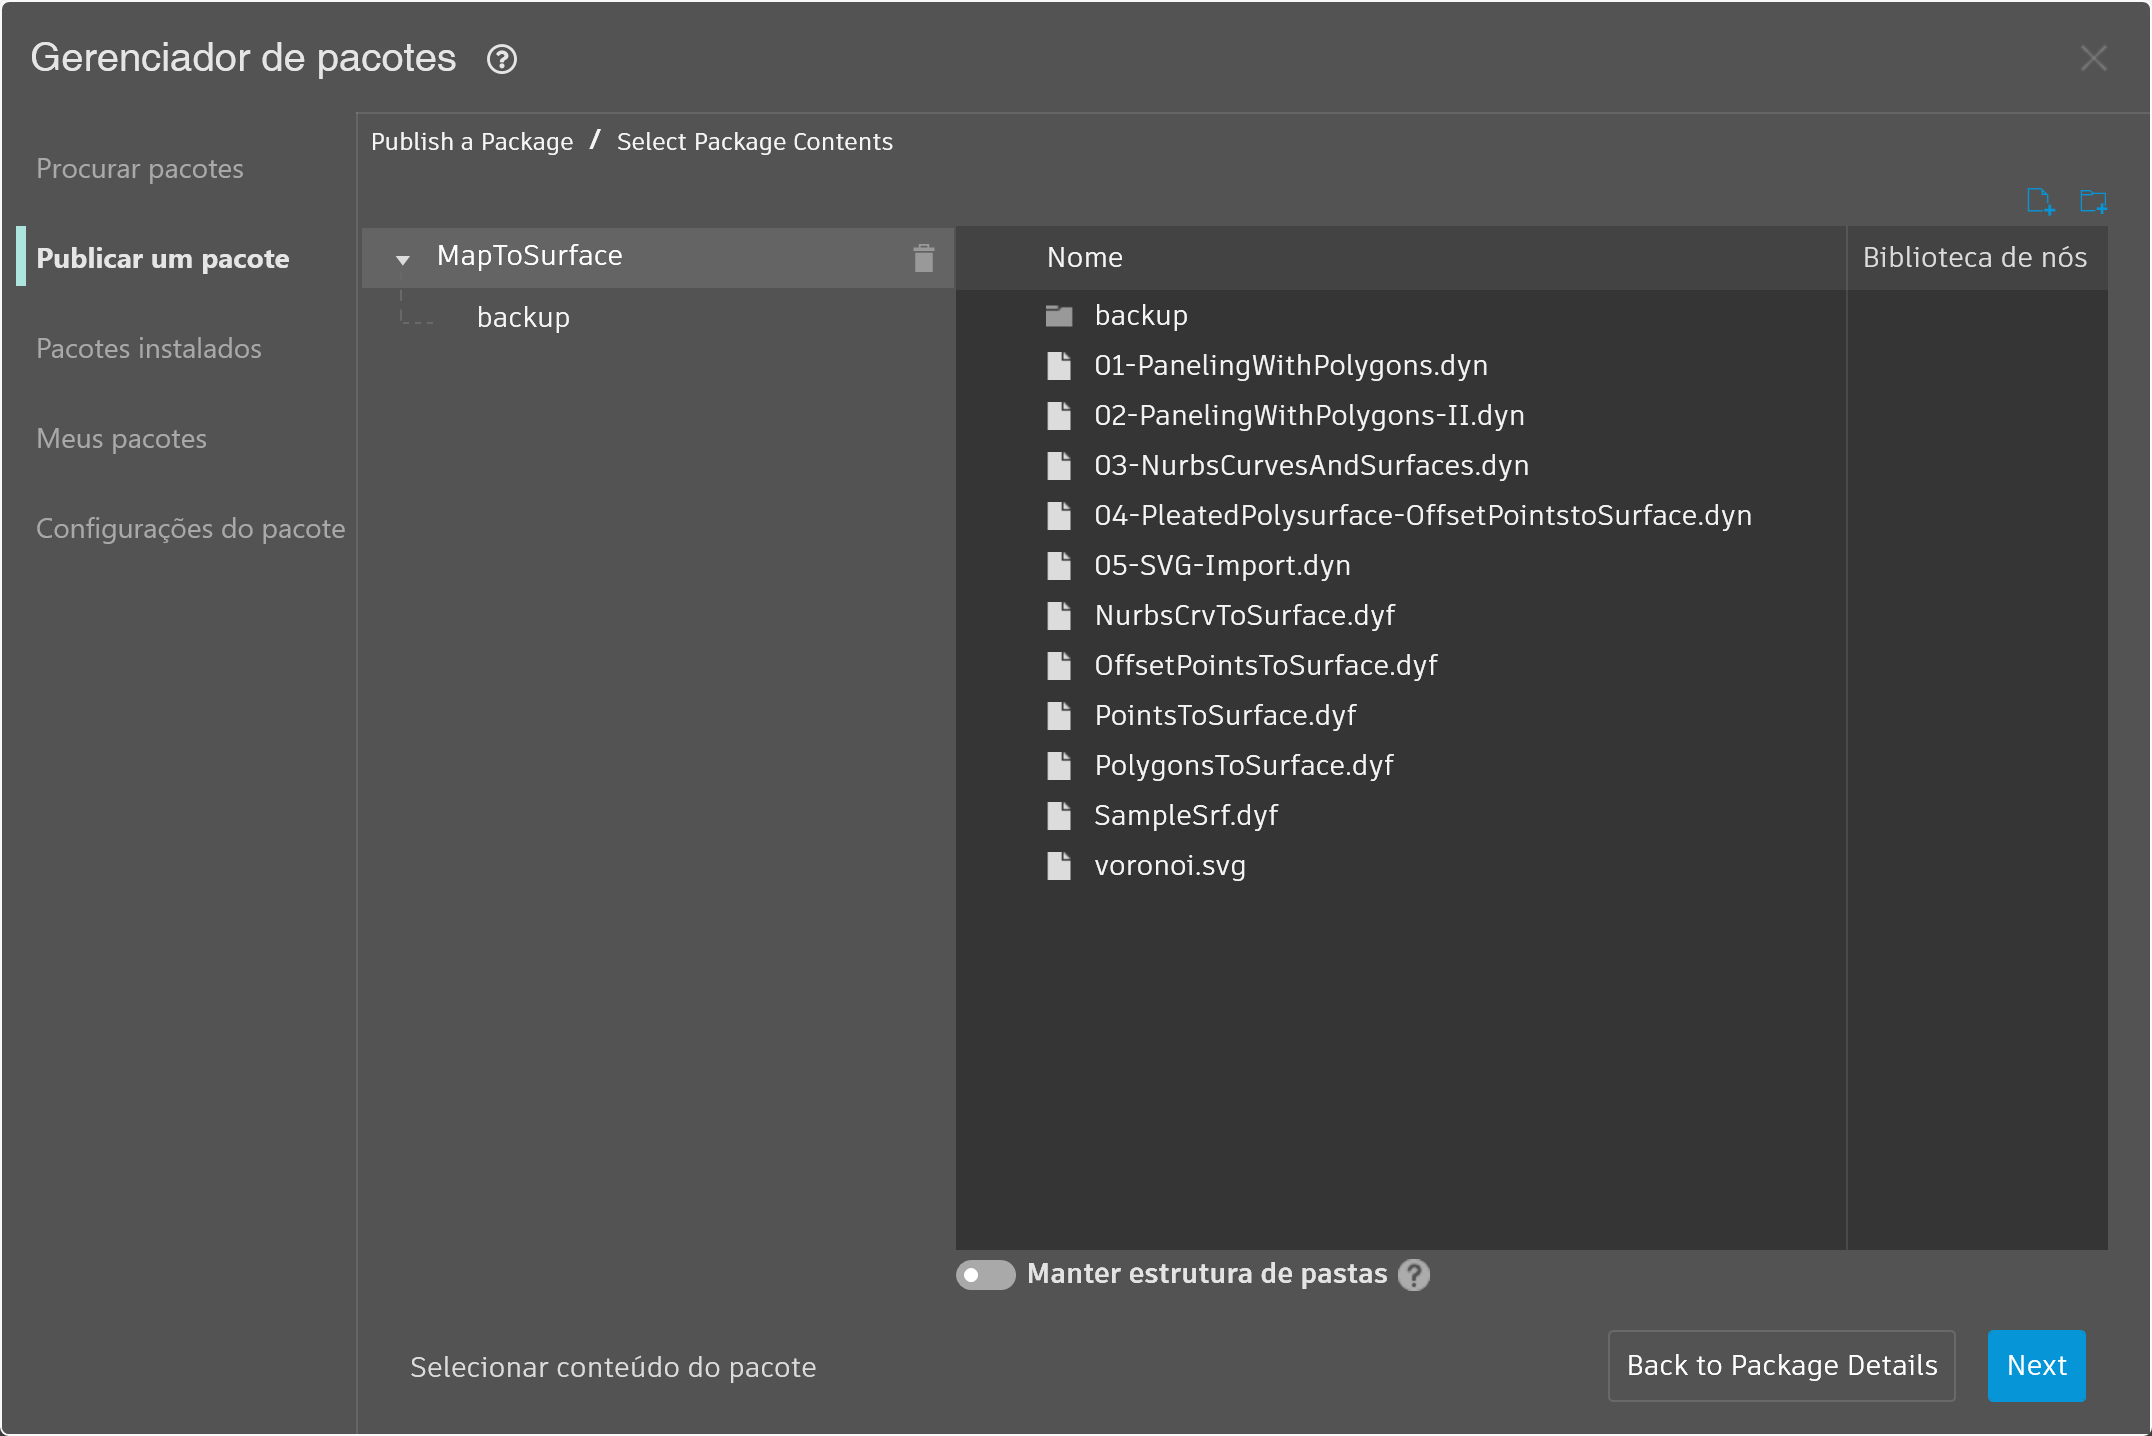 Gerenciador de pacotes
Procurar pacotes
Publicar um pacote
Pacotes instalados
Meus pacotes
Configurações do pacote
Publish a Package / Select Package Contents
MapToSurface
backup
Nome
Biblioteca de nós
backup
01-PanelingWithPolygons.dyn
02-PanelingWithPolygons-II.dyn
03-NurbsCurvesAndSurfaces.dyn
04-PleatedPolysurface-OffsetPointstoSurface.dyn
05-SVG-Import.dyn
NurbsCrvToSurface.dyf
OffsetPointsToSurface.dyf
PointsToSurface.dyf
PolygonsToSurface.dyf
SampleSrf.dyf
voronoi.svg
Manter estrutura de pastas
Selecionar conteúdo do pacote
Back to Package Details
Next